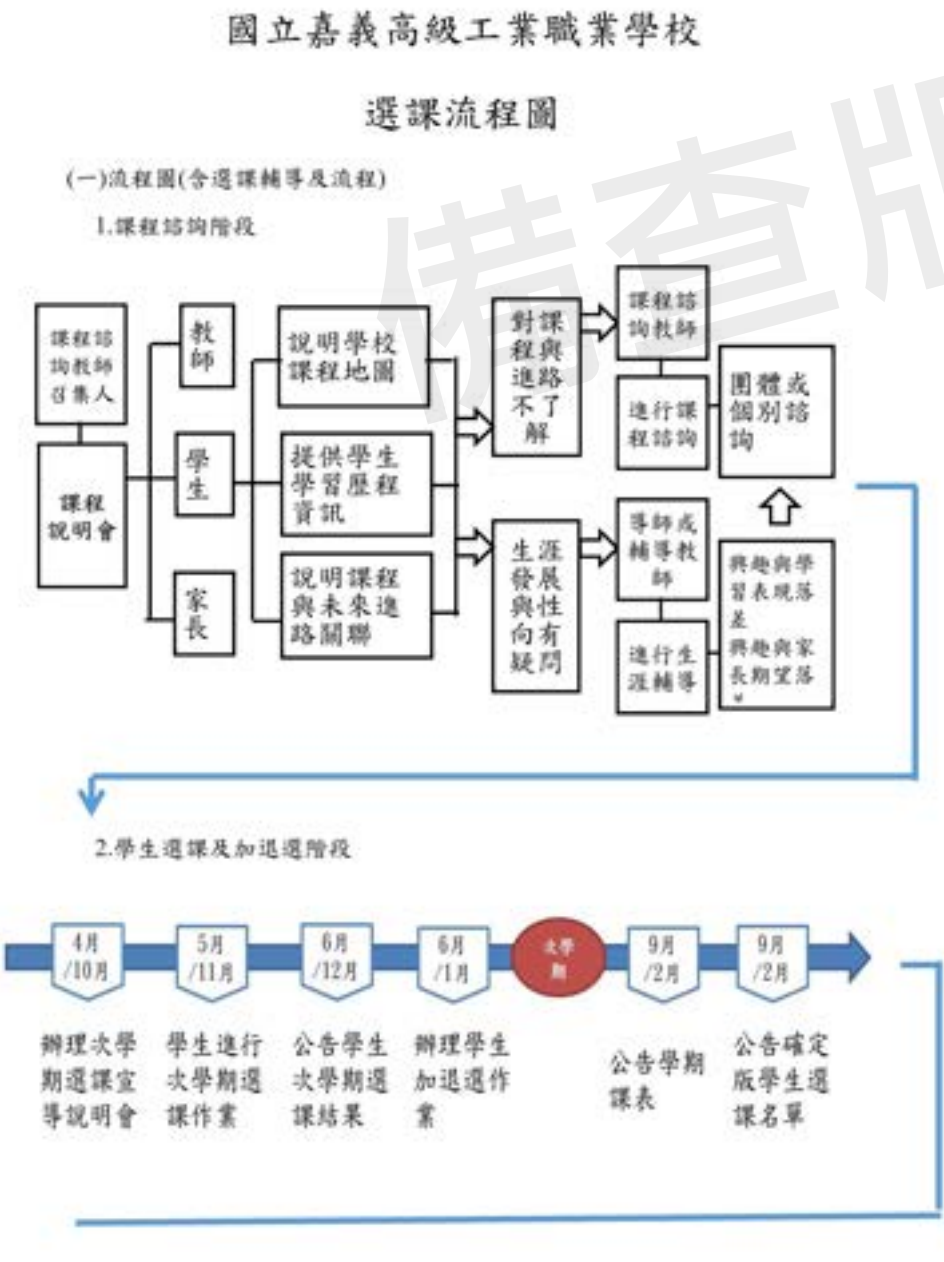 國立嘉義高級工業職業學校
選課流程圖
備查版
(一)流程圖(含選課輔導及流程)
1.課程諮詢階段
課程諮
詢教師
召集人
課程
說明會
教
師
學
生
家
長
說明學校
課程地圖
提供學生
學習歷程
資訊
說明課程
與未來進
路關聯
對課
程與
進路
不了
解
生涯
發展
與性
向有
疑問
課程諮
詢教師
進行課
程諮詢
導師或
輔導教
師
進行生
涯輔導
團體或
個別諮
詢
興趣與學
習表現落
差
興趣與家
長期望落
2.學生選課及加退選階段
4月
/10月
5月
/11月
6月
/12月
6月
/1月
次學
期
9月
/2月
9月
/2月
辦理次學
期選課宣
導說明會
學生進行
次學期選
課作業
公告學生
次學期選
課結果
辦理學生
加退選作
業
公告學期
課表
公告確定
版學生選
課名單